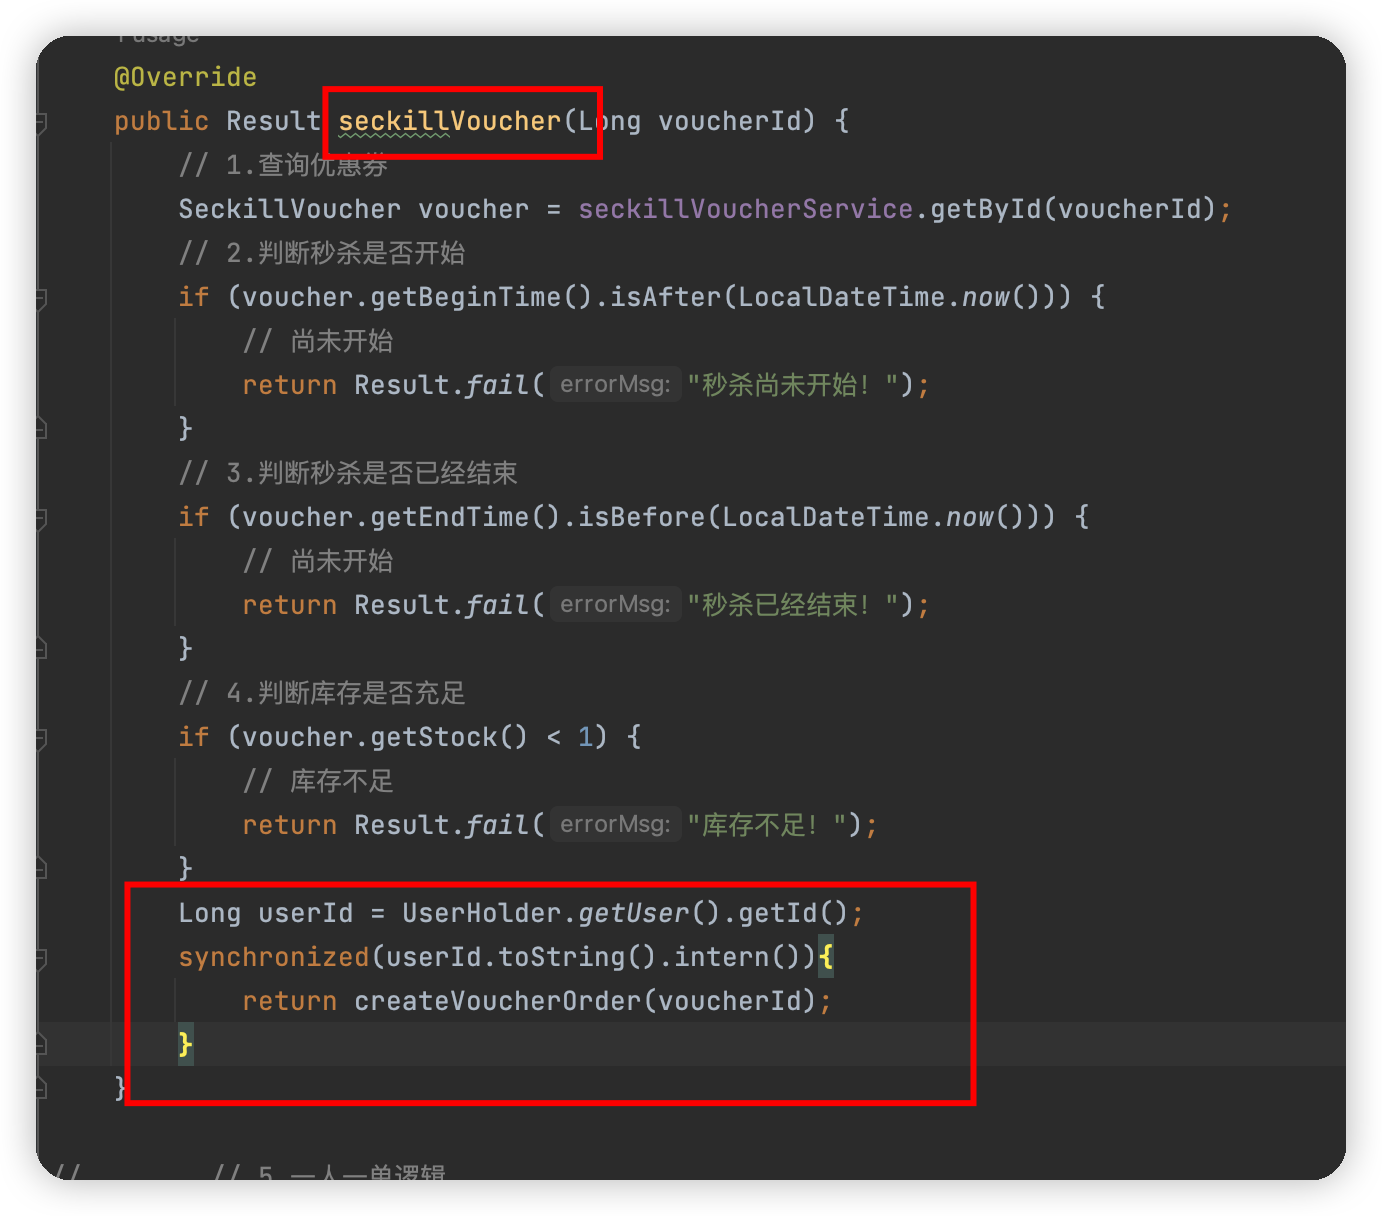 usage
@Override
public Result seckillVoucher(Long voucherId) {
// 1.查询优惠券
SeckillVoucher voucher = seckillVoucherService.getById(voucherId);
// 2.判断秒杀是否开始
if (voucher.getBeginTime().isAfter(LocalDateTime.now())) {
// 尚未开始
return Result.fail( errorMsg: "秒杀尚未开始！");
}
// 3.判断秒杀是否已经结束
if (voucher.getEndTime().isBefore(LocalDateTime.now())) {
// 尚未开始
return Result.fail( errorMsg: "秒杀已经结束！");
}
// 4.判断库存是否充足
if (voucher.getStock() < 1) {
// 库存不足
return Result.fail( errorMsg: "库存不足！");
}
Long userId = UserHolder.getUser().getId();
synchronized(userId.toString().intern()){
return createVoucherOrder(voucherId);
}
}
// // 5.一人一单逻辑